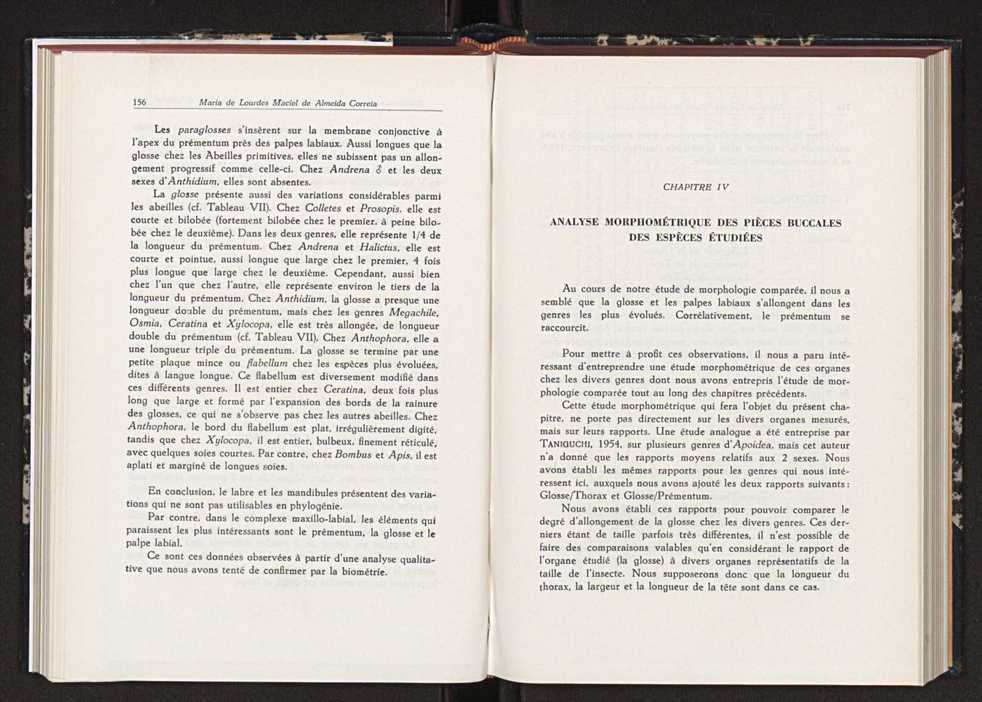 156 Maria de Lourdes Maciel de Almeida Correia
Les paraglosses s'insèrent sur la membrane conjonctive à
l'apex du prémentum près des palpes labiaux. Aussi longues que la
glosse chez les Abeilles primitives, elles ne subissent pas un allon-
gement progressif comme celle-ci. Chez Andrena ♂ et les deux
sexes d'Anthidium, elles sont absentes.
La glosse présente aussi des variations considérables parmi
les abeilles (cf. Tableau VII). Chez Colletes et Prosopis, elle est
courte et bilobée (fortement bilobée chez le premier, à peine bilo-
bée chez le deuxième). Dans les deux genres, elle représente 1/4 de
la longueur du prémentum. Chez Andrena et Halictus, elle est
courte et pointue, aussi longue que large chez le premier, 4 fois
plus longue que large chez le deuxième. Cependant, aussi bien
chez l'un que chez l'autre, elle représente environ le tiers de la
longueur du prémentum. Chez Anthidium, la glosse a presque une
longueur double du prémentum, mais chez les genres Megachile,
Osmia, Ceratina et Xylocopa, elle est très allongée, de longueur
double du prémentum (cf. Tableau VII). Chez Anthophora, elle a
une longueur triple du prémentum. La glosse se termine par une
petite plaque mince ou flabellum chez les espèces plus évoluées,
dites à langue longue. Ce flabellum est diversement modifié dans
ces différents genres. Il est entier chez Ceratina, deux fois plus
long que large et formé par l'expansion des bords de la rainure
des glosses, ce qui ne s'observe pas chez les autres abeilles. Chez
Anthophora, le bord du flabellum est plat, irrégulièrement digité,
tandis que chez Xylocopa, il est entier, bulbeux, finement réticulé,
avec quelques soies courtes. Par contre, chez Bombus et Apis, il est
aplati et marginé de longues soies.
En conclusion, le labre et les mandibules présentent des varia-
tions qui ne sont pas utilisables en phylogénie.
Par contre, dans le complexe maxillo-labial, les éléments qui
paraissent les plus intéressants sont le prémentum, la glosse et le
palpe labial.
Ce sont ces données observées à partir d'une analyse qualita-
tive que nous avons tenté de confirmer par la biométrie.
CHAPITRE IV
ANALYSE MORPHOMÉTRIQUE DES PIÈCES BUCCALES
DES ESPÈCES ÉTUDIÉES
Au cours de notre étude de morphologie comparée, il nous a
semblé que la glosse et les palpes labiaux s'allongent dans les
genres les plus évolués. Corrélativement, le prémentum se
raccourcit.
Pour mettre à profit ces observations, il nous a paru inté-
ressant d'entreprendre une étude morphométrique de ces organes
chez les divers genres dont nous avons entrepris l'étude de mor-
phologie comparée tout au long des chapitres précédents.
Cette étude morphométrique qui fera l'objet du présent cha-
pitre, ne porte pas directement sur les divers organes mesurés,
mais sur leurs rapports. Une étude analogue a été entreprise par
TANIGUCHI, 1954, sur plusieurs genres d'Apoidea, mais cet auteur
n'a donné que les rapports moyens relatifs aux 2 sexes. Nous
avons établi les mêmes rapports pour les genres qui nous inté-
ressent ici, auxquels nous avons ajouté les deux rapports suivants:
Glosse/Thorax et Glosse/Prémentum.
Nous avons établi ces rapports pour pouvoir comparer le
degré d'allongement de la glosse chez les divers genres. Ces der-
niers étant de taille parfois très différentes, il n'est possible de
faire des comparaisons valables qu'en considérant le rapport de
l'organe étudié (la glosse) à divers organes représentatifs de la
taille de l'insecte. Nous supposerons donc que la longueur du
thorax, la largeur et la longueur de la tête sont dans ce cas.